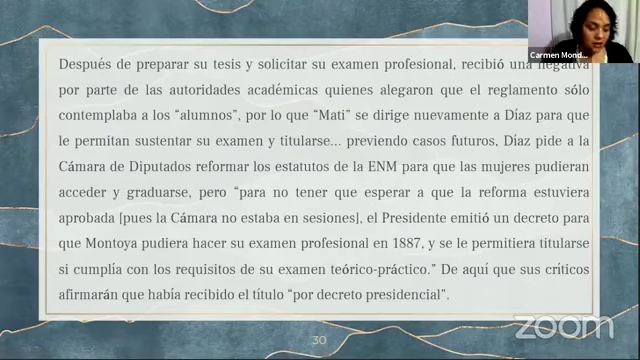 Carmen Mond...
Después de preparar su tesis y solicitar su examen profesional, recibió una negativa
por parte de las autoridades académicas quienes alegaron que el reglamento sólo
contemplaba a los “alumnos”, por lo que “Mati” se dirige nuevamente a Díaz para que
le permitan sustentar su examen y titularse... previendo casos futuros, Díaz pide a la
Cámara de Diputados reformar los estatutos de la ENM para que las mujeres pudieran
acceder y graduarse, pero “para no tener que esperar a que la reforma estuviera
aprobada [pues la Cámara no estaba en sesiones], el Presidente emitió un decreto para
que Montoya pudiera hacer su examen profesional en 1887, y se le permitiera titularse
si cumplía con los requisitos de su examen teórico-práctico.” De aquí que sus críticos
afirmarán que había recibido el título “por decreto presidencial”.
30
zoom